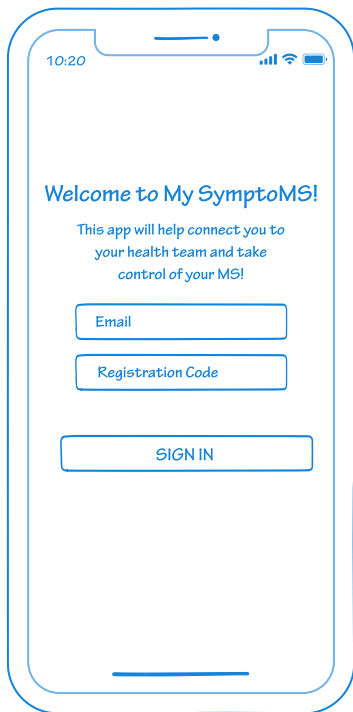 10:20
Welcome to My SymptoMS!
This app will help connect you to
your health team and take
control of your MS!
Email
Registration Code
SIGN IN